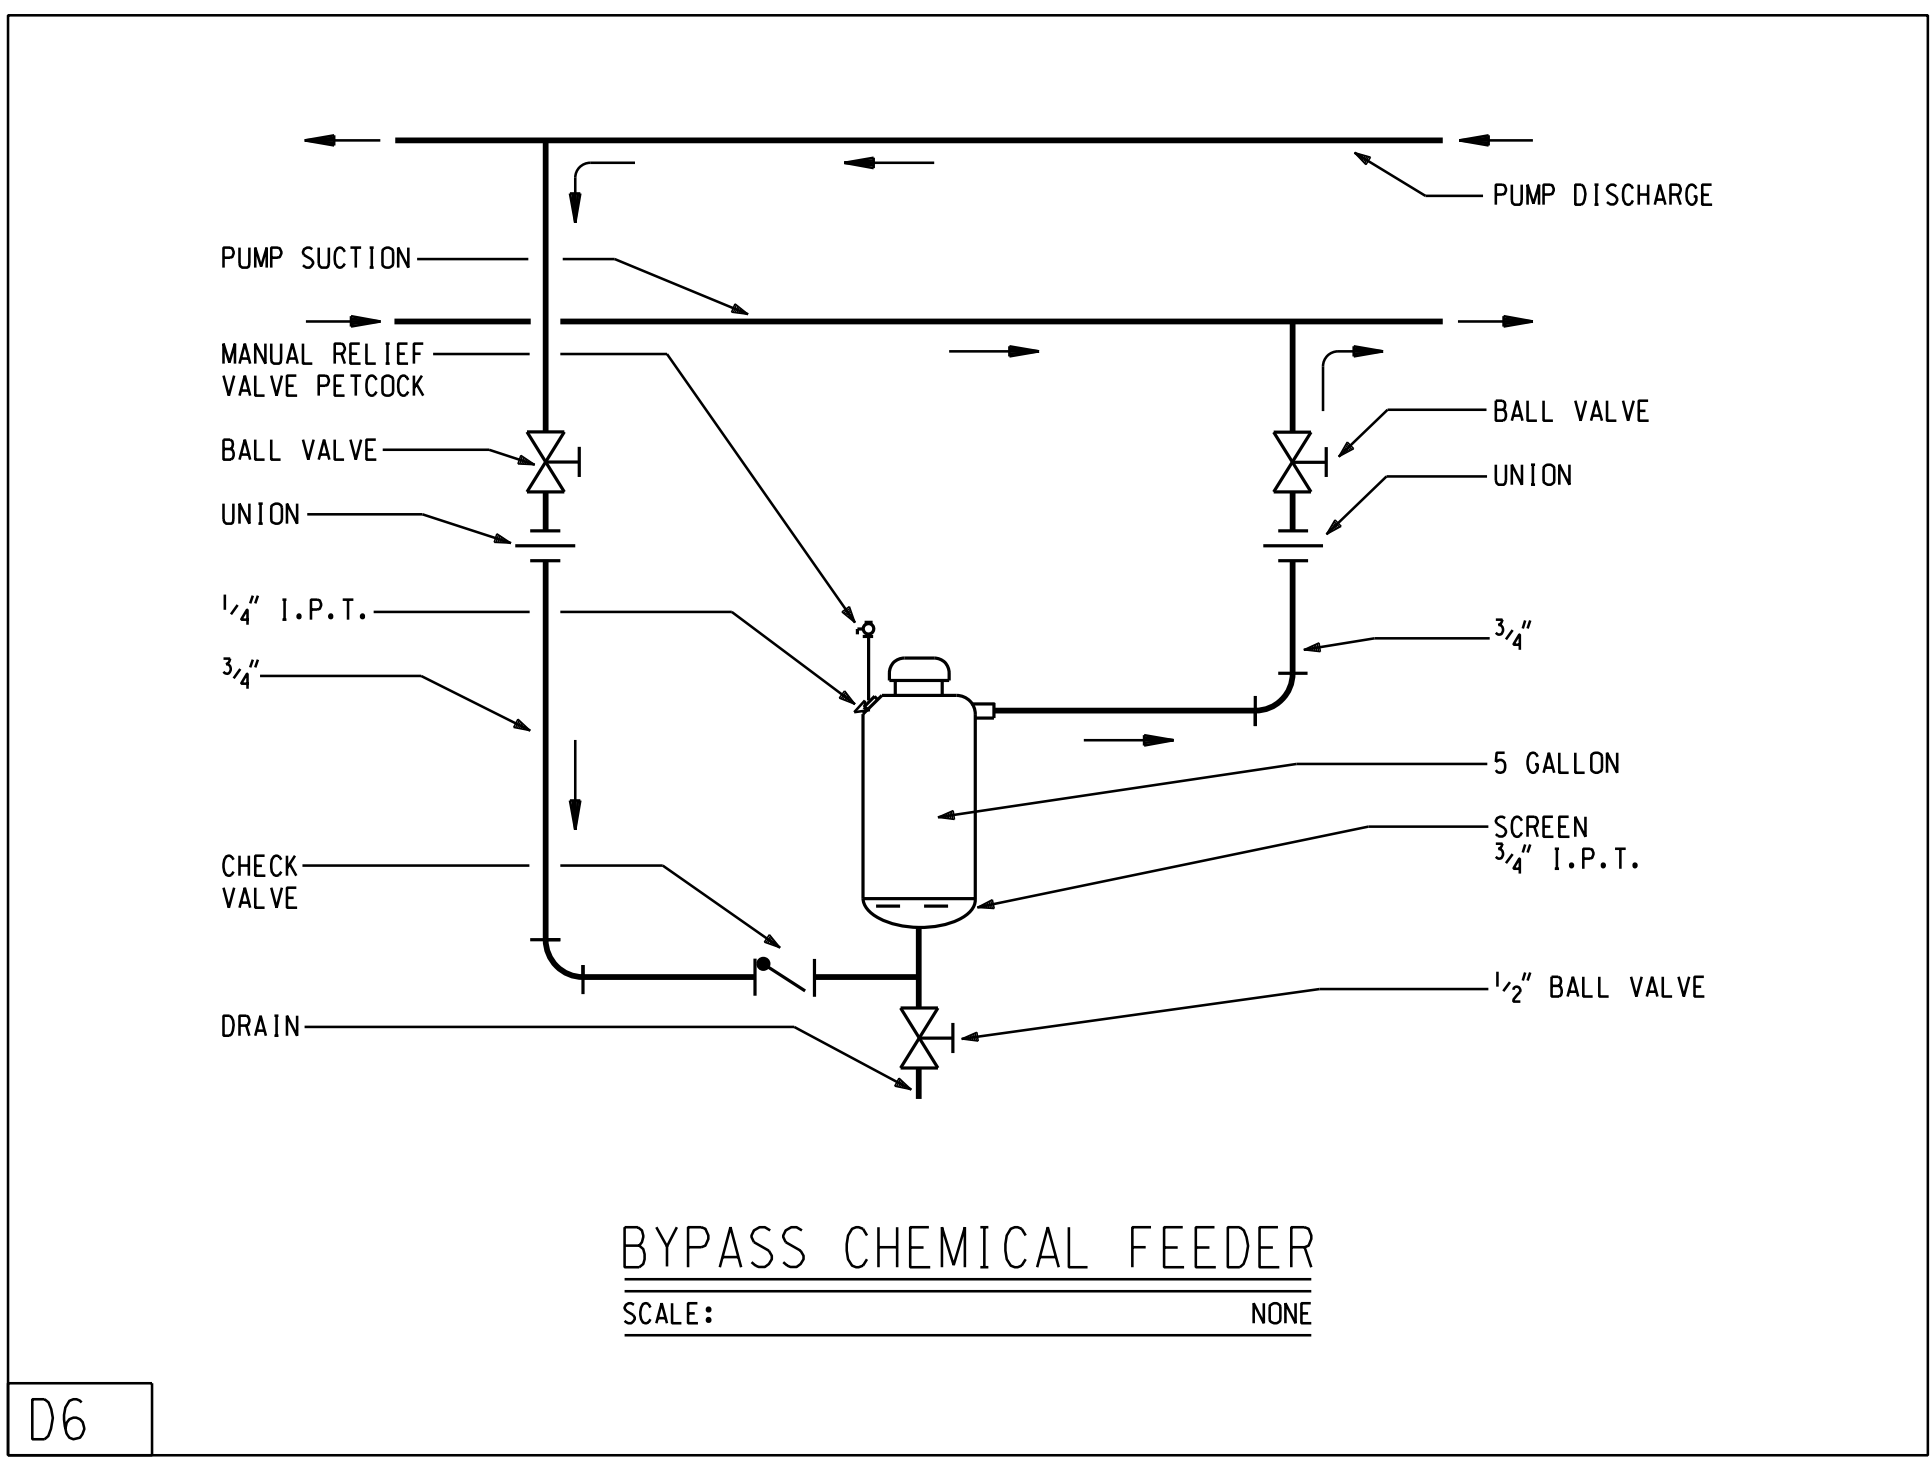 PUMP DISCHARGE
PUMP SUCTION
MANUAL RELIEF
VALVE PETCOCK
BALL VALVE
BALL VALVE
UNION
UNION
1/4" I.P.T.
3/4"
3/4"
5 GALLON
SCREEN
3/4" I.P.T.
CHECK
VALVE
1/2" BALL VALVE
DRAIN
BYPASS CHEMICAL FEEDER
SCALE: NONE
D6